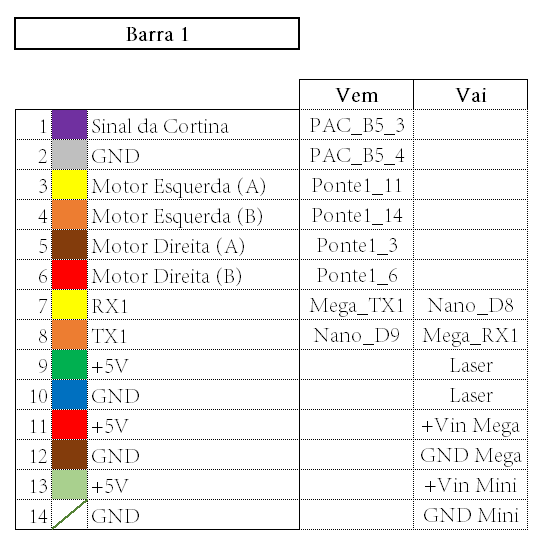 Barra 1
Vem Vai
1 Sinal da Cortina PAC_B5_3
2 GND PAC_B5_4
3 Motor Esquerda (A) Ponte1_11
4 Motor Esquerda (B) Ponte1_14
5 Motor Direita (A) Ponte1_3
6 Motor Direita (B) Ponte1_6
7 RX1 Mega_TX1 Nano_D8
8 TX1 Nano_D9 Mega_RX1
9 +5V Laser
10 GND Laser
11 +5V +Vin Mega
12 GND GND Mega
13 +5V +Vin Mini
14 GND GND Mini